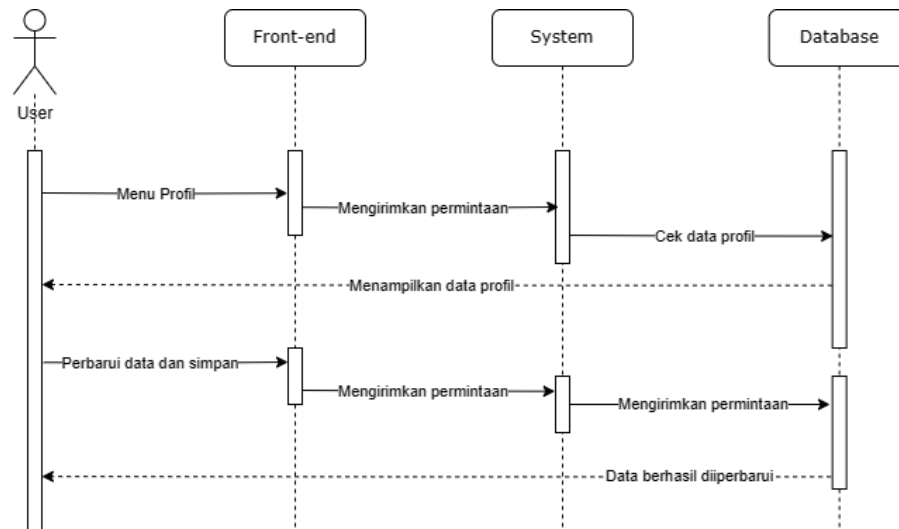 Front-end
System
Database
User
Menu Profil
Mengirimkan permintaan
Cek data profil
Menampilkan data profil
Perbarui data dan simpan
Mengirimkan permintaan
Mengirimkan permintaan
Data berhasil diiperbarui